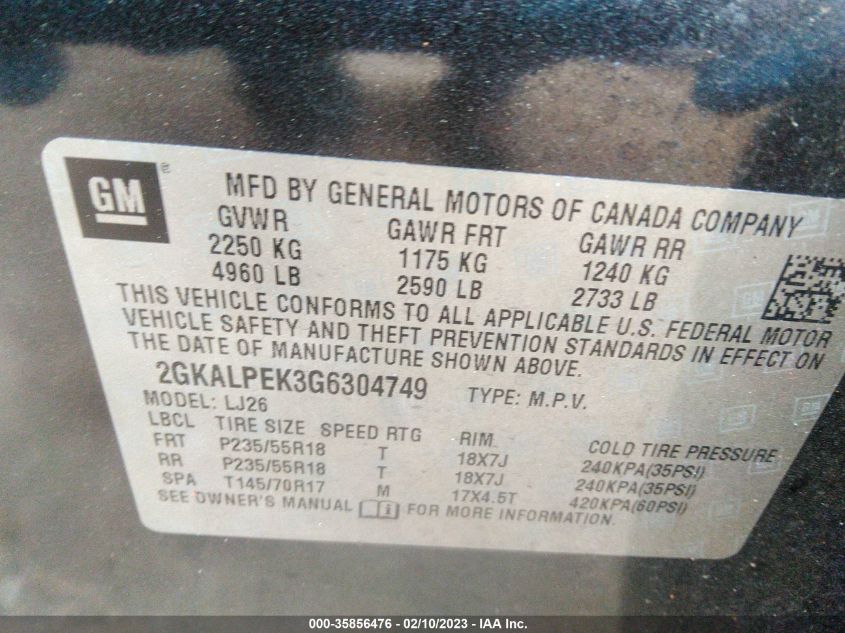 GM ®
MFD BY GENERAL MOTORS OF CANADA COMPANY
GVWR GAWR FRT GAWR RR
2250 KG 1175 KG 1240 KG
4960 LB 2590 LB 2733 LB
THIS VEHICLE CONFORMS TO ALL APPLICABLE U.S. FEDERAL MOTOR
VEHICLE SAFETY AND THEFT PREVENTION STANDARDS IN EFFECT ON
THE DATE OF MANUFACTURE SHOWN ABOVE.
2GKALPEK3G6304749 TYPE: M.P.V.
MODEL: LJ26
LBCL TIRE SIZE SPEED RTG RIM COLD TIRE PRESSURE
FRT P235/55R18 T 18X7J 240KPA(35PSI)
RR P235/55R18 T 18X7J 240KPA(35PSI)
SPA T145/70R17 M 17X4.5T 420KPA(60PSI)
SEE OWNER'S MANUAL FOR MORE INFORMATION.
000-35856476 - 02/10/2023 - IAA Inc.